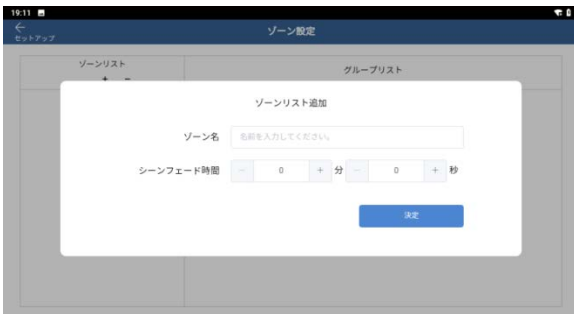 19:11
ゾーン設定
セットアップ
ゾーンリスト
グループリスト
+ −
ゾーンリスト追加
ゾーン名 名前を入力してください。
シーンフェード時間 − 0 + 分 − 0 + 秒
決定